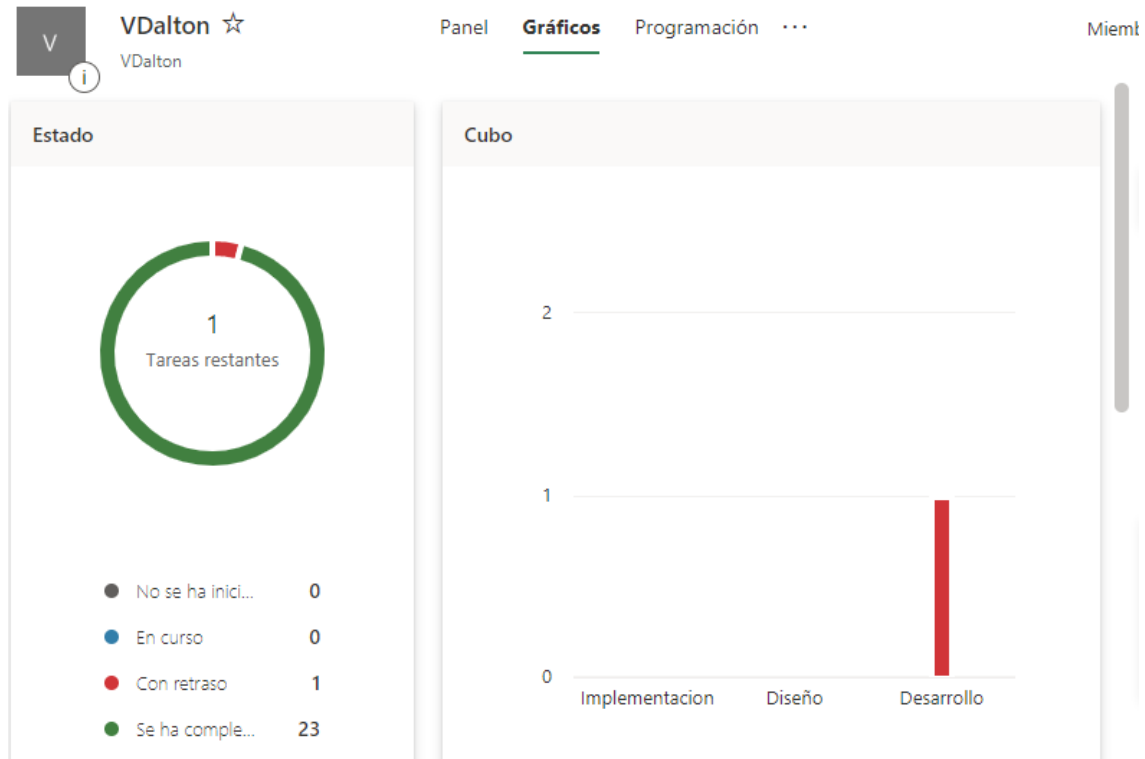 V
VDalton
VDalton
i
Panel Gráficos Programación ...
Miemb
Estado
1
Tareas restantes
No se ha inici... 0
En curso 0
Con retraso 1
Se ha comple... 23
Cubo
2
1
0
Implementacion Diseño Desarrollo